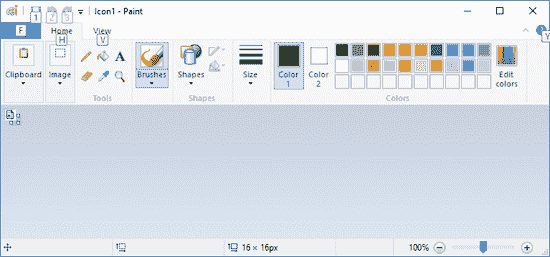 Icon1 - Paint
1 2 3
F Home View
H V Y
Clipboard Image Brushes Shapes Size Color 1 Color 2 Edit colors
A
Tools Shapes Colors
16 × 16px 100%